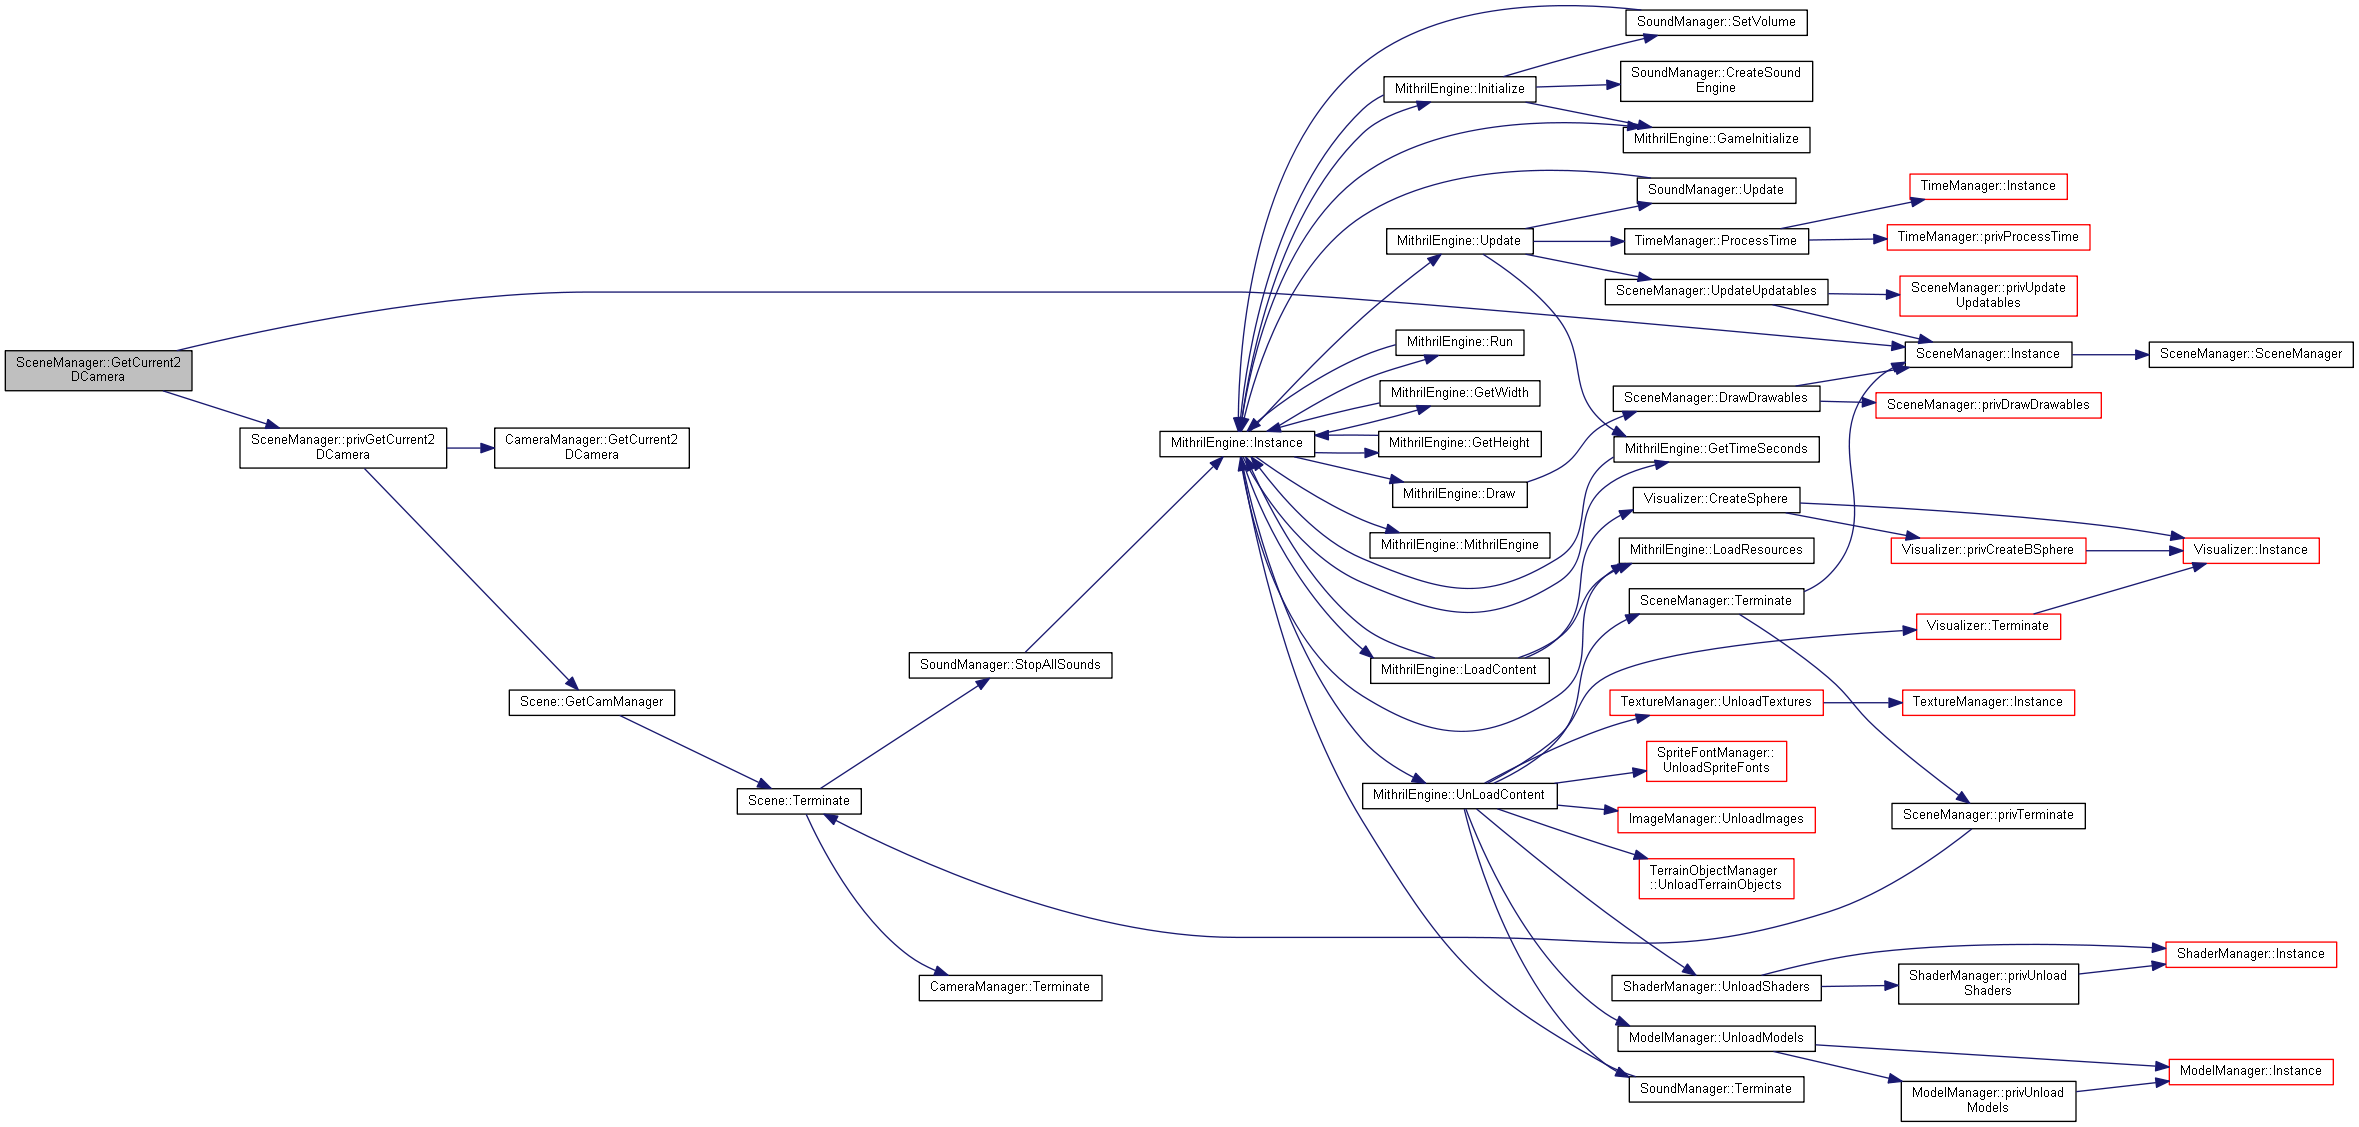 SceneManager::GetCurrent2
DCamera
SceneManager::privGetCurrent2
DCamera
CameraManager::GetCurrent2
DCamera
Scene::GetCamManager
Scene::Terminate
SoundManager::StopAllSounds
CameraManager::Terminate
MithrilEngine::Instance
MithrilEngine::Initialize
MithrilEngine::Update
MithrilEngine::Run
MithrilEngine::GetWidth
MithrilEngine::GetHeight
MithrilEngine::Draw
MithrilEngine::MithrilEngine
MithrilEngine::LoadContent
MithrilEngine::UnLoadContent
SoundManager::SetVolume
SoundManager::CreateSound
Engine
MithrilEngine::GameInitialize
SoundManager::Update
TimeManager::ProcessTime
SceneManager::UpdateUpdatables
SceneManager::DrawDrawables
MithrilEngine::GetTimeSeconds
Visualizer::CreateSphere
MithrilEngine::LoadResources
SceneManager::Terminate
TextureManager::UnloadTextures
SpriteFontManager::
UnloadSpriteFonts
ImageManager::UnloadImages
TerrainObjectManager
::UnloadTerrainObjects
ShaderManager::UnloadShaders
ModelManager::UnloadModels
SoundManager::Terminate
TimeManager::Instance
TimeManager::privProcessTime
SceneManager::privUpdate
Updatables
SceneManager::Instance
SceneManager::privDrawDrawables
Visualizer::privCreateBSphere
Visualizer::Terminate
TextureManager::Instance
SceneManager::privTerminate
ShaderManager::privUnload
Shaders
ModelManager::privUnload
Models
SceneManager::SceneManager
Visualizer::Instance
ShaderManager::Instance
ModelManager::Instance